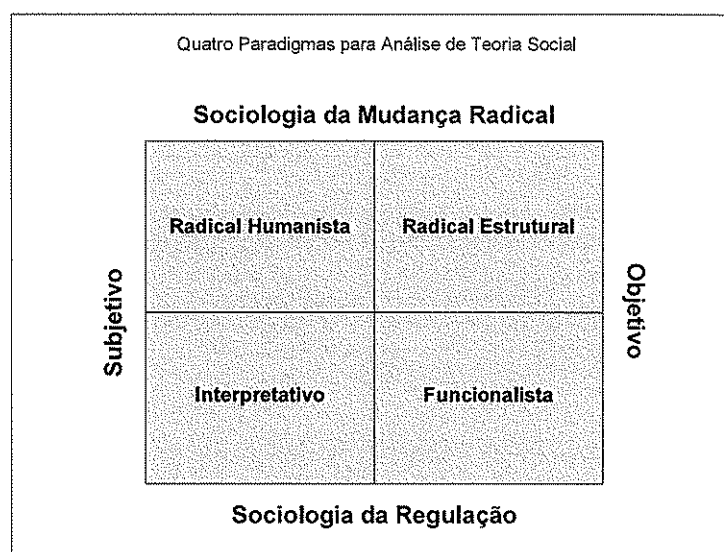 Quatro Paradigmas para Análise de Teoria Social
Sociologia da Mudança Radical
Radical Humanista
Radical Estrutural
Subjetivo
Objetivo
Interpretativo
Funcionalista
Sociologia da Regulação